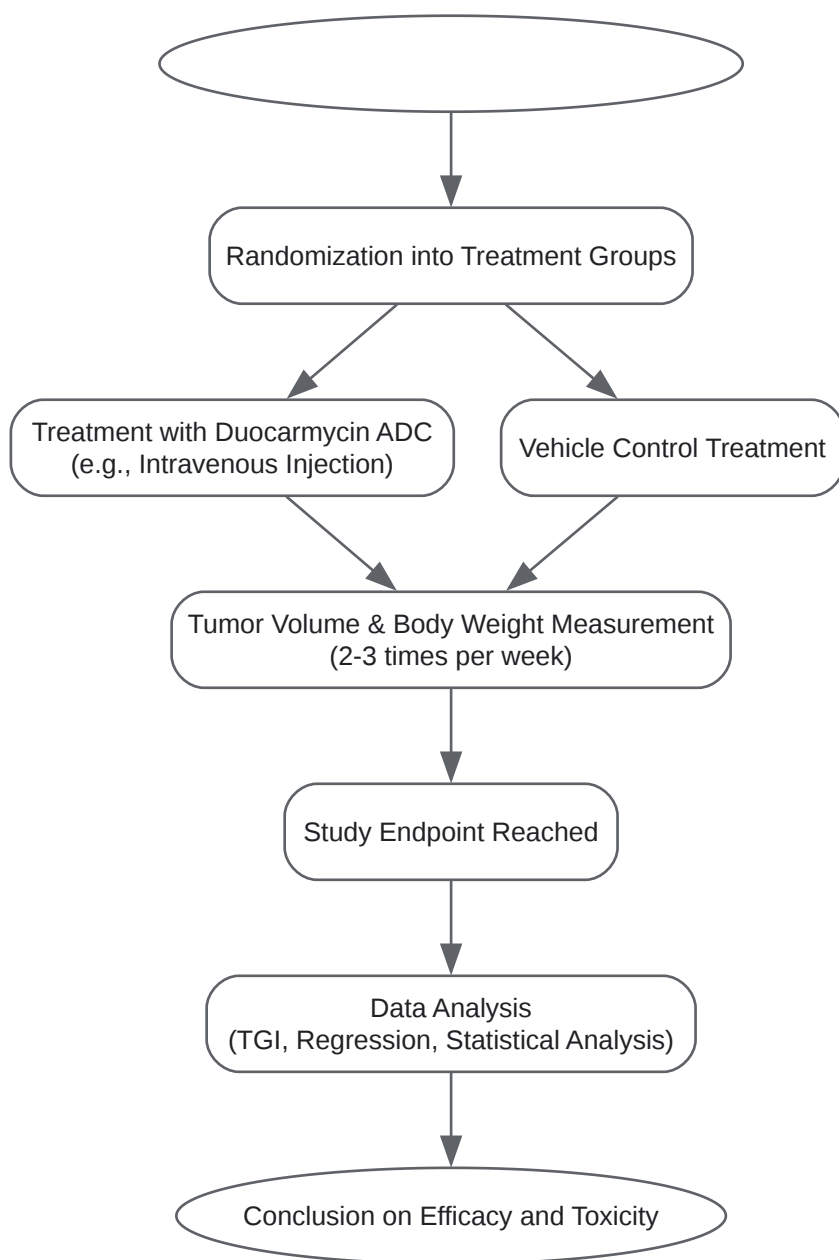 Randomization into Treatment Groups
Treatment with Duocarmycin ADC
(e.g., Intravenous Injection)
Vehicle Control Treatment
Tumor Volume & Body Weight Measurement
(2-3 times per week)
Study Endpoint Reached
Data Analysis
(TGI, Regression, Statistical Analysis)
Conclusion on Efficacy and Toxicity